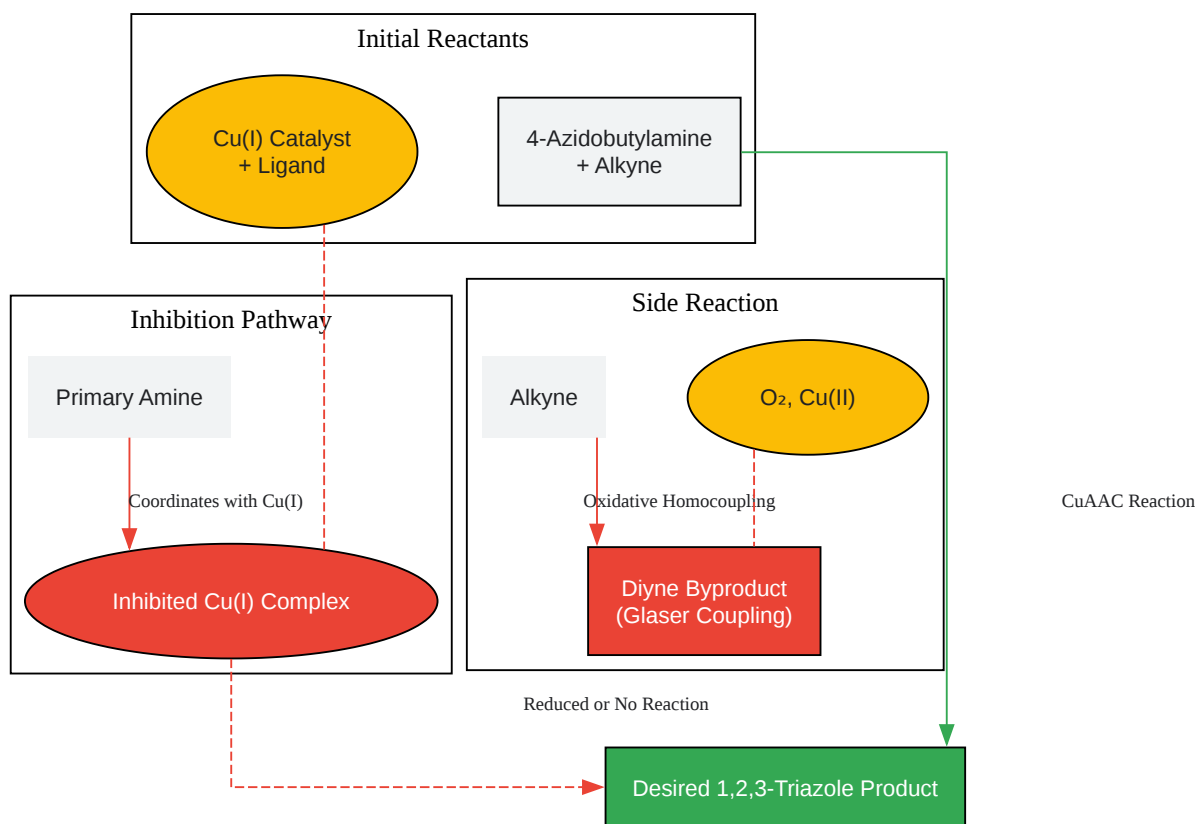 Initial Reactants
Cu(I) Catalyst
+ Ligand
4-Azidobutylamine
+ Alkyne
Inhibition Pathway
Primary Amine
Coordinates with Cu(I)
Inhibited Cu(I) Complex
Side Reaction
Alkyne
O₂, Cu(II)
Oxidative Homocoupling
Diyne Byproduct
(Glaser Coupling)
CuAAC Reaction
Reduced or No Reaction
Desired 1,2,3-Triazole Product